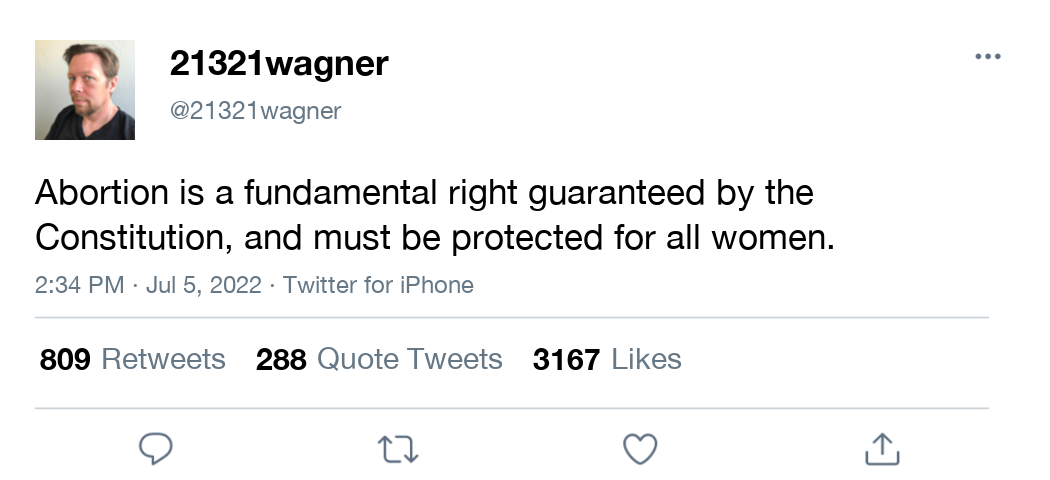 21321wagner
@21321wagner
Abortion is a fundamental right guaranteed by the
Constitution, and must be protected for all women.
2:34 PM · Jul 5, 2022 · Twitter for iPhone
809 Retweets 288 Quote Tweets 3167 Likes